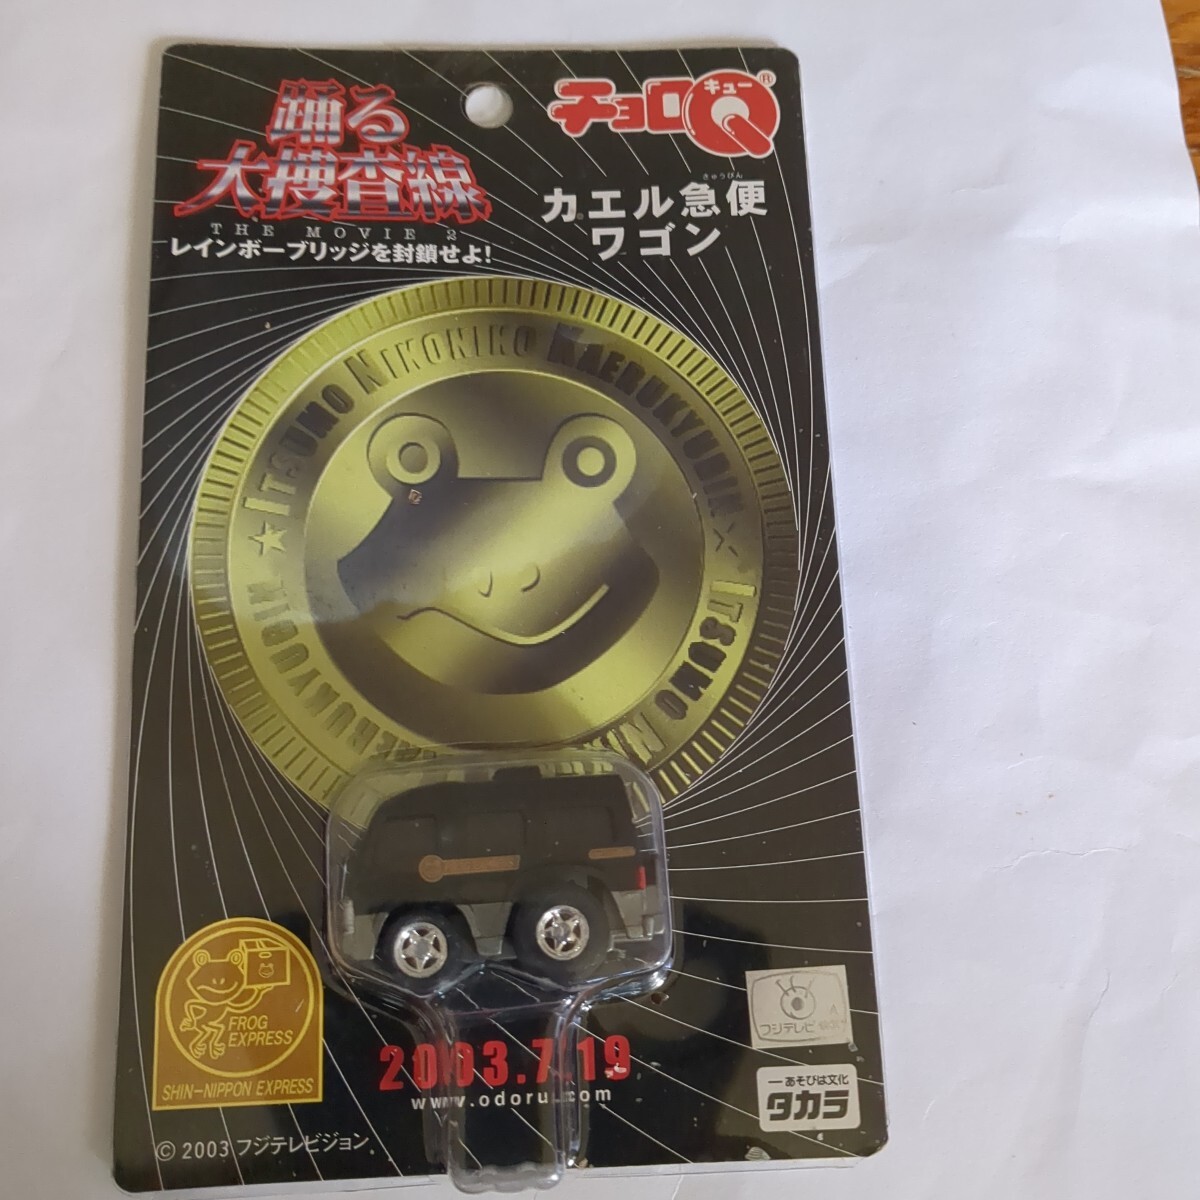 踊る
大捜査線
THE MOVIE 2
レインボーブリッジを封鎖せよ!
チョロQ®
キュー
きゅうびん
カエル急便
ワゴン
ITSUMO NIKONIKO KAERUKYUBIN
ITSUMO
FROG
EXPRESS
SHIN-NIPPON EXPRESS
2003.7.19
www.odoru.com
フジテレビ
あそびは文化
タカラ
© 2003 フジテレビジョン